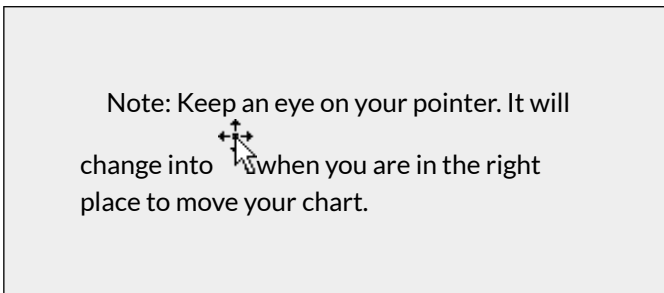 Note: Keep an eye on your pointer. It will
change into when you are in the right
place to move your chart.